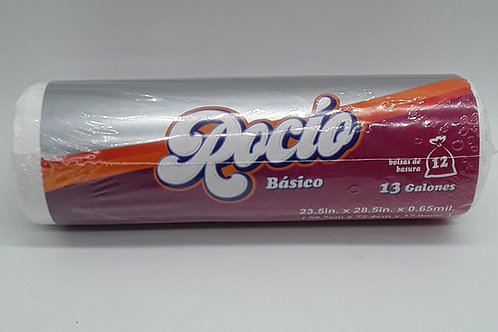 Rocío
Básico
bolsas de
basura
12
13 Galones
23.5in. x 28.5in. x 0.65mil.